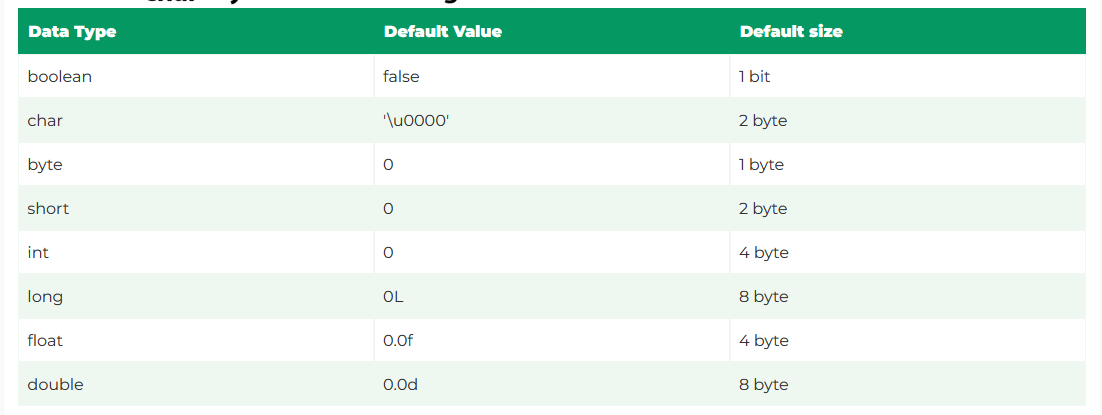 Data Type Default Value Default size
boolean false 1 bit
char '\u0000' 2 byte
byte 0 1 byte
short 0 2 byte
int 0 4 byte
long 0L 8 byte
float 0.0f 4 byte
double 0.0d 8 byte